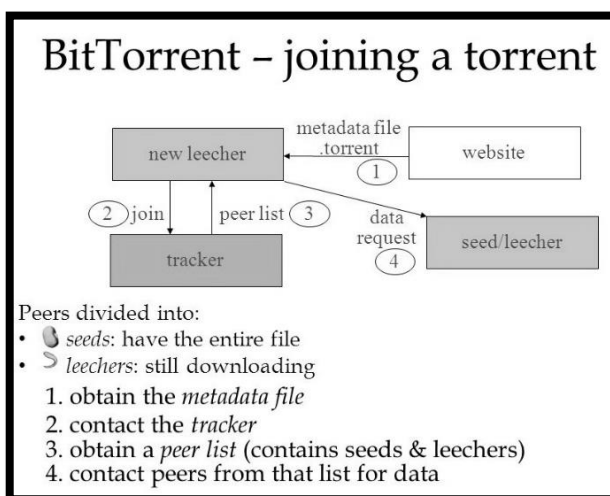 BitTorrent – joining a torrent
metadata file
.torrent
1
new leecher
website
2 join
peer list 3
data
request
4
tracker
seed/leecher
Peers divided into:
• seeds: have the entire file
• leechers: still downloading
1. obtain the metadata file
2. contact the tracker
3. obtain a peer list (contains seeds & leechers)
4. contact peers from that list for data